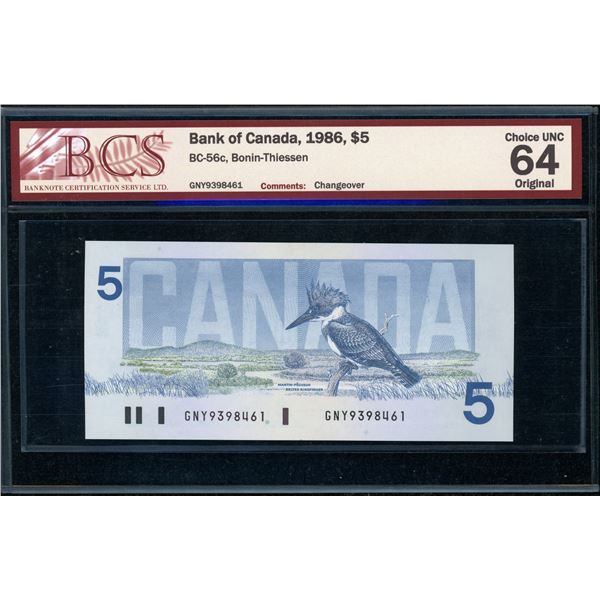 BCS
BANKNOTE CERTIFICATION SERVICE LTD.
Bank of Canada, 1986, $5
BC-56c, Bonin-Thiessen
GNY9398461 Comments: Changeover
Choice UNC
64
Original
5
CANADA
MARTIN-PÊCHEUR
BELTED KINGFISHER
GNY9398461 GNY9398461
5